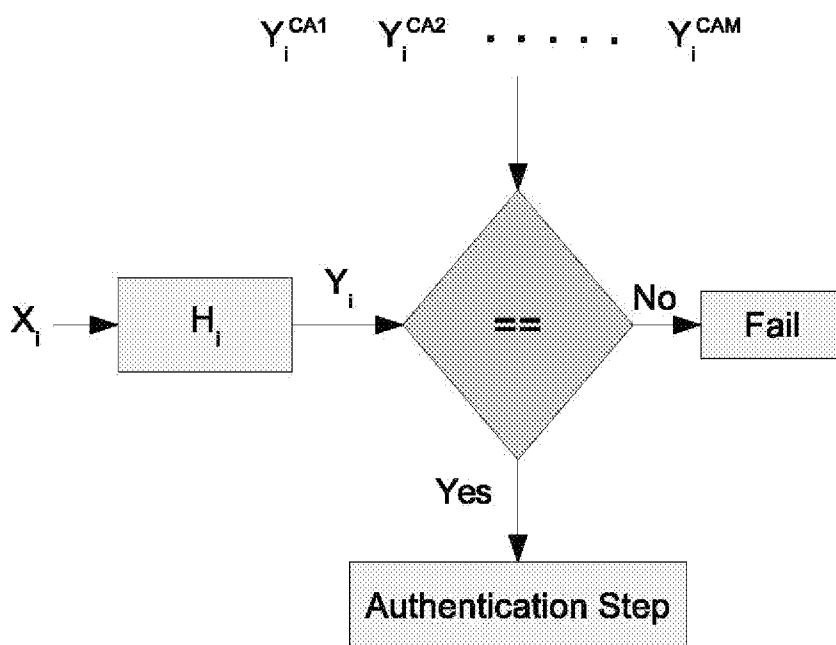 Y_i^CA1 Y_i^CA2 · · · · · Y_i^CAM
X_i
H_i
Y_i
==
No
Fail
Yes
Authentication Step